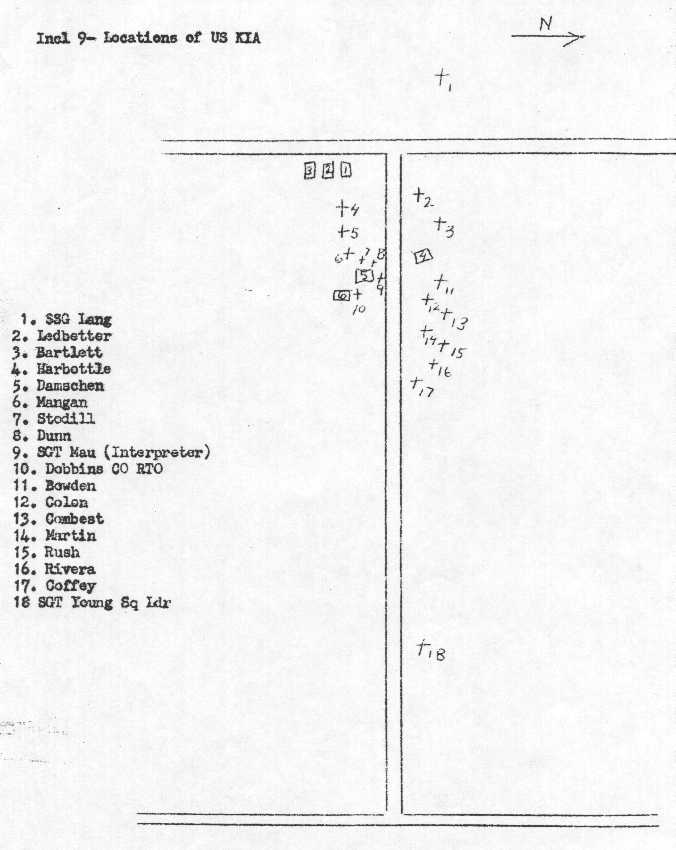 Incl 9- Locations of US KIA
N
1
3 2 1
2
4
3
5
6 7 8
4
5
9
11
6
10
12
13
14
15
16
17
1. SSG Lang
2. Ledbetter
3. Bartlett
4. Harbottle
5. Damschen
6. Mangan
7. Stodill
8. Dunn
9. SGT Mau (Interpreter)
10. Dobbins CO RTO
11. Bowden
12. Colon
13. Combest
14. Martin
15. Rush
16. Rivera
17. Coffey
18 SGT Young Sq Ldr
18